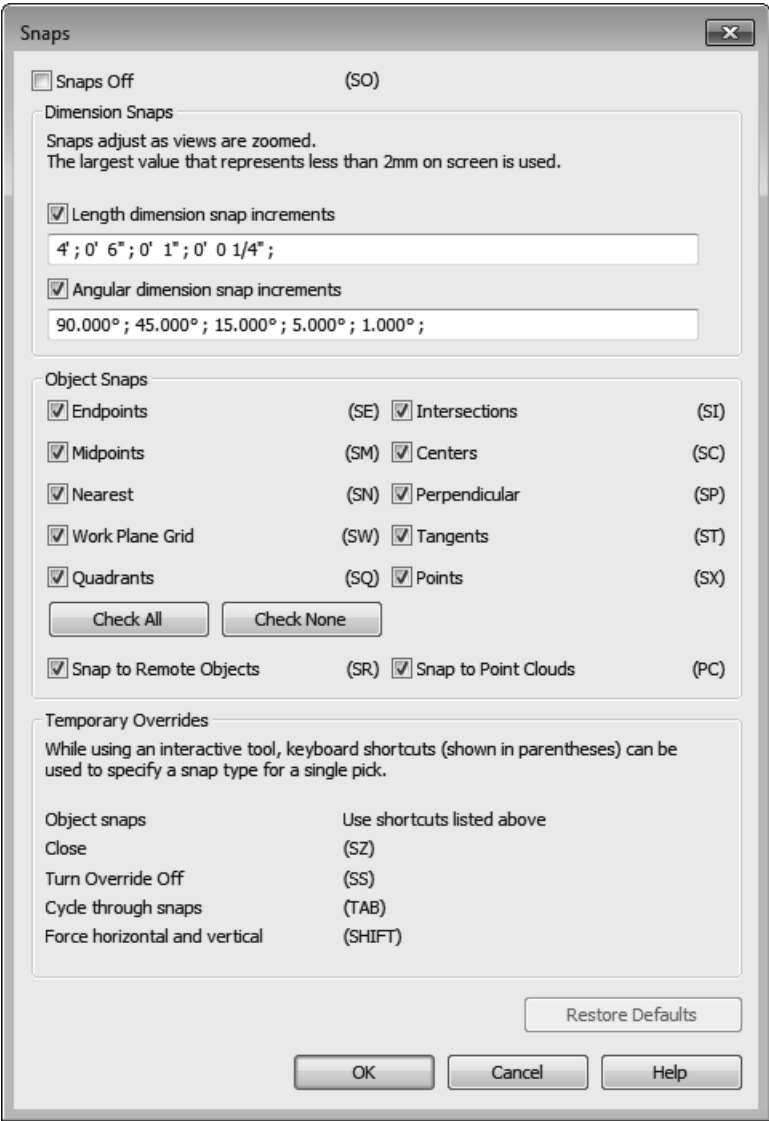 Snaps
Snaps Off (SO)
Dimension Snaps
Snaps adjust as views are zoomed.
The largest value that represents less than 2mm on screen is used.
Length dimension snap increments
4' ; 0' 6" ; 0' 1" ; 0' 0 1/4" ;
Angular dimension snap increments
90.000° ; 45.000° ; 15.000° ; 5.000° ; 1.000° ;
Object Snaps
Endpoints (SE) Intersections (SI)
Midpoints (SM) Centers (SC)
Nearest (SN) Perpendicular (SP)
Work Plane Grid (SW) Tangents (ST)
Quadrants (SQ) Points (SX)
Check All Check None
Snap to Remote Objects (SR) Snap to Point Clouds (PC)
Temporary Overrides
While using an interactive tool, keyboard shortcuts (shown in parentheses) can be
used to specify a snap type for a single pick.
Object snaps Use shortcuts listed above
Close (SZ)
Turn Override Off (SS)
Cycle through snaps (TAB)
Force horizontal and vertical (SHIFT)
Restore Defaults
OK Cancel Help